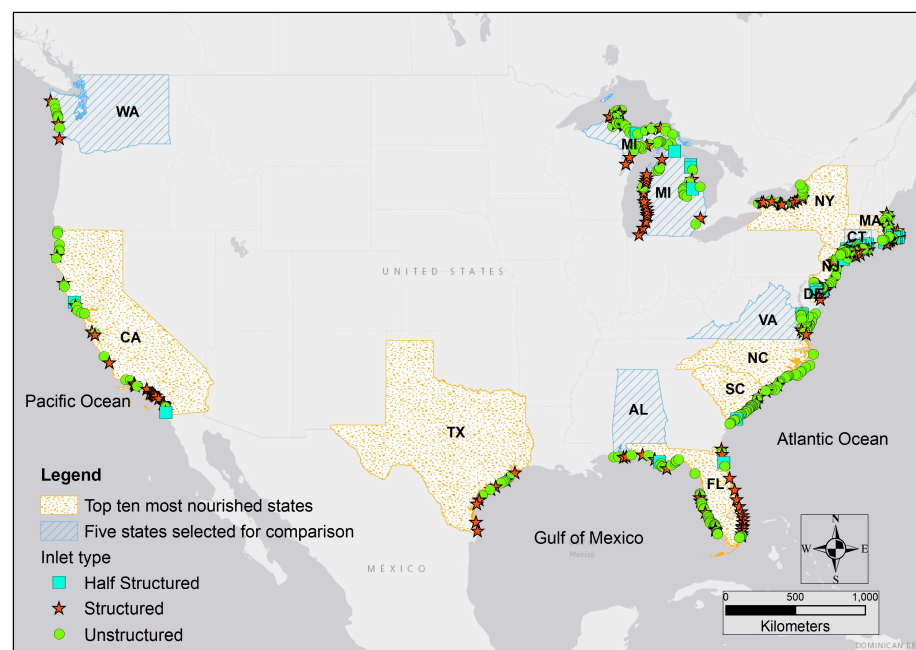 WA
MI
MI
NY
MA
CT
NJ
DE
VA
NC
SC
CA
TX
AL
FL
UNITED STATES
Pacific Ocean
Atlantic Ocean
Gulf of Mexico
Mexico
MÉXICO
Legend
Top ten most nourished states
Five states selected for comparison
Inlet type
Half Structured
Structured
Unstructured
N
W E
S
0 500 1,000
Kilometers